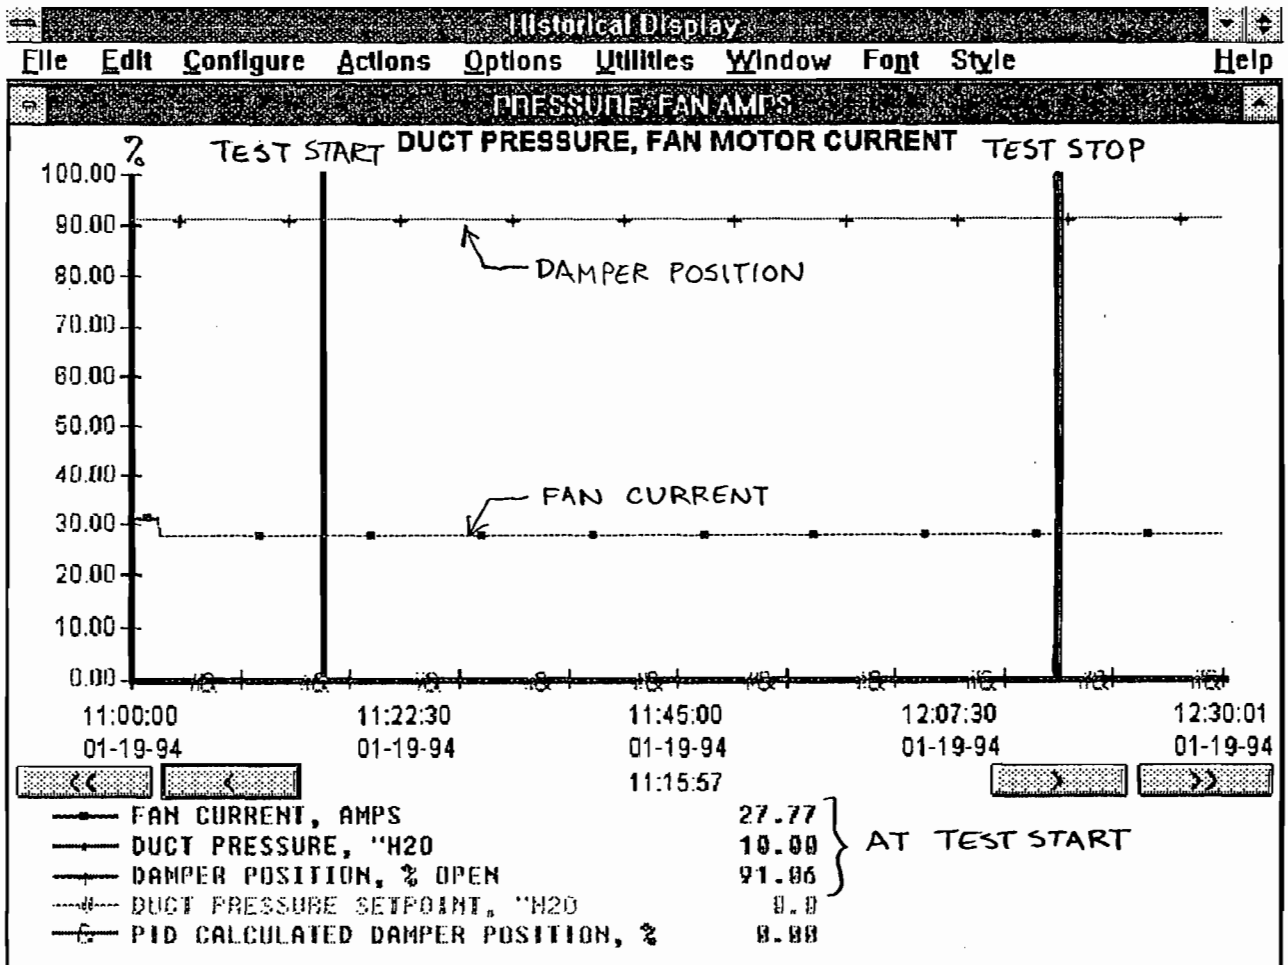 Historical Display
File Edit Configure Actions Options Utilities Window Font Style Help
PRESSURE, FAN AMPS
DUCT PRESSURE, FAN MOTOR CURRENT
% TEST START TEST STOP
100.00
90.00
DAMPER POSITION
80.00
70.00
60.00
50.00
40.00
FAN CURRENT
30.00
20.00
10.00
0.00
11:00:00 11:22:30 11:45:00 12:07:30 12:30:01
01-19-94 01-19-94 01-19-94 01-19-94 01-19-94
<< < 11:15:57 > >>
FAN CURRENT, AMPS 27.77
DUCT PRESSURE, "H2O 10.00 AT TEST START
DAMPER POSITION, % OPEN 91.06
DUCT PRESSURE SETPOINT, "H2O 0.0
PID CALCULATED DAMPER POSITION, % 0.00